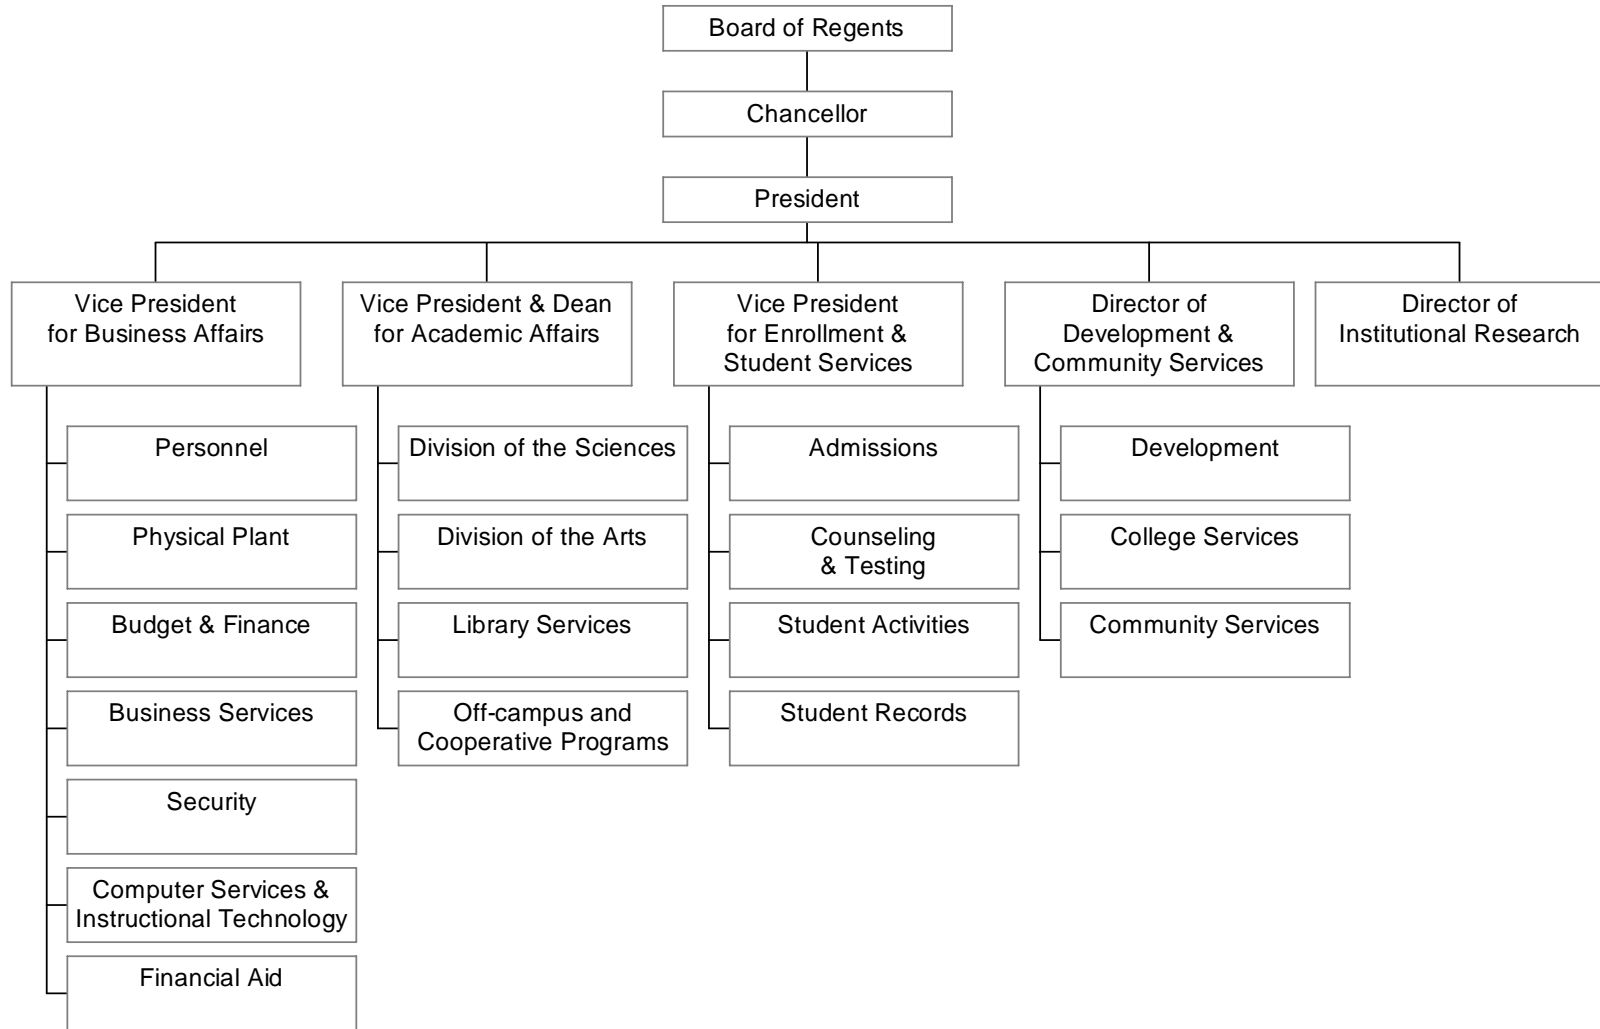 Board of Regents
Chancellor
President
Vice President
for Business Affairs
Vice President & Dean
for Academic Affairs
Vice President
for Enrollment &
Student Services
Director of
Development &
Community Services
Director of
Institutional Research
Personnel
Physical Plant
Budget & Finance
Business Services
Security
Computer Services &
Instructional Technology
Financial Aid
Division of the Sciences
Division of the Arts
Library Services
Off-campus and
Cooperative Programs
Admissions
Counseling
& Testing
Student Activities
Student Records
Development
College Services
Community Services